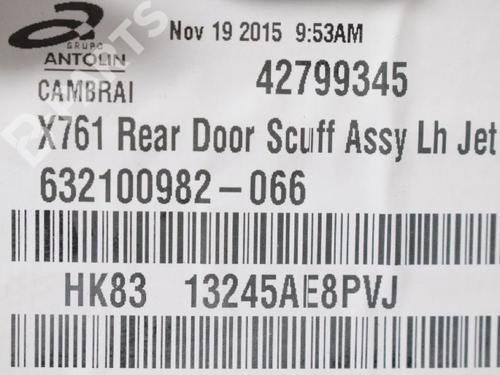 GRUPO
ANTOLIN
Nov 19 2015 9:53AM
CAMBRAI
42799345
X761 Rear Door Scuff Assy Lh Jet
632100982-066
HK83 13245AE8PVJ